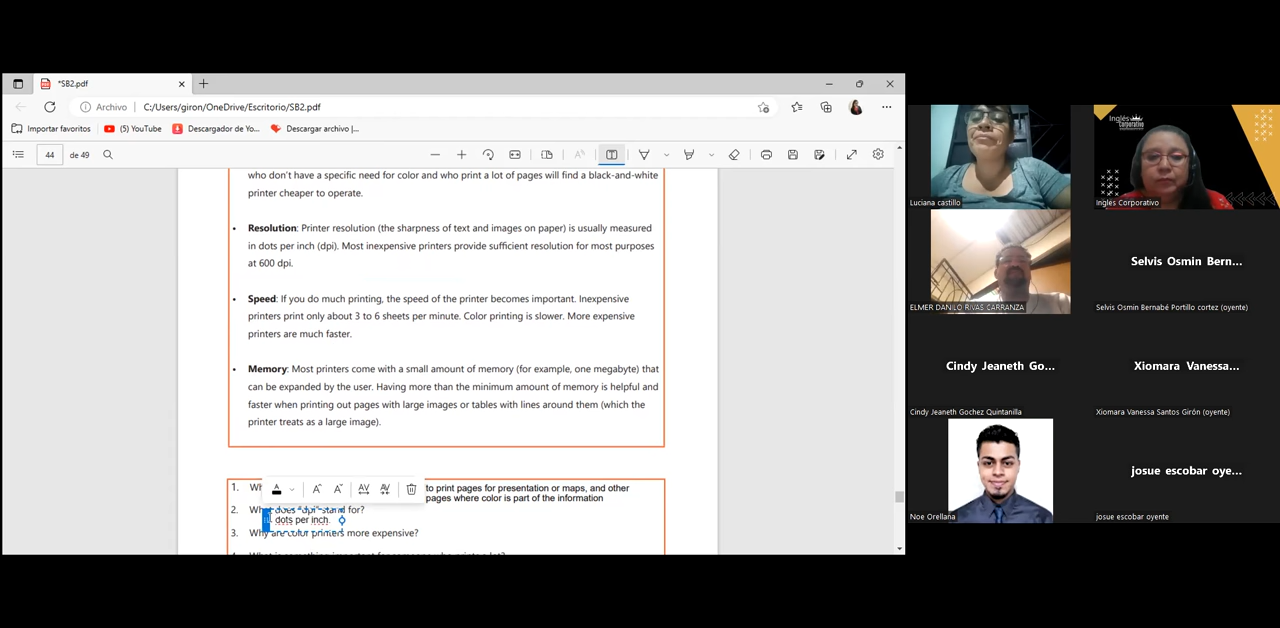 *SB2.pdf
Archivo
C:/Users/giron/OneDrive/Escritorio/SB2.pdf
Importar favoritos
(5) YouTube
Descargador de Yo...
Descargar archivo |...
44
de 49
who don't have a specific need for color and who print a lot of pages will find a black-and-white
printer cheaper to operate.
• Resolution: Printer resolution (the sharpness of text and images on paper) is usually measured
in dots per inch (dpi). Most inexpensive printers provide sufficient resolution for most purposes
at 600 dpi.
• Speed: If you do much printing, the speed of the printer becomes important. Inexpensive
printers print only about 3 to 6 sheets per minute. Color printing is slower. More expensive
printers are much faster.
• Memory: Most printers come with a small amount of memory (for example, one megabyte) that
can be expanded by the user. Having more than the minimum amount of memory is helpful and
faster when printing out pages with large images or tables with lines around them (which the
printer treats as a large image).
1. Wh
to print pages for presentation or maps, and other
pages where color is part of the information
2. What does "dpi" stand for?
dots per inch
3. Why are color printers more expensive?
Luciana castillo
Inglés
Corporativo
Inglés Corporativo
ELMER DANILO RIVAS CARRANZA
Selvis Osmin Bern...
Selvis Osmin Bernabé Portillo cortez (oyente)
Cindy Jeaneth Go...
Cindy Jeaneth Gochez Quintanilla
Xiomara Vanessa...
Xiomara Vanessa Santos Girón (oyente)
Noe Orellana
josue escobar oye...
josue escobar oyente